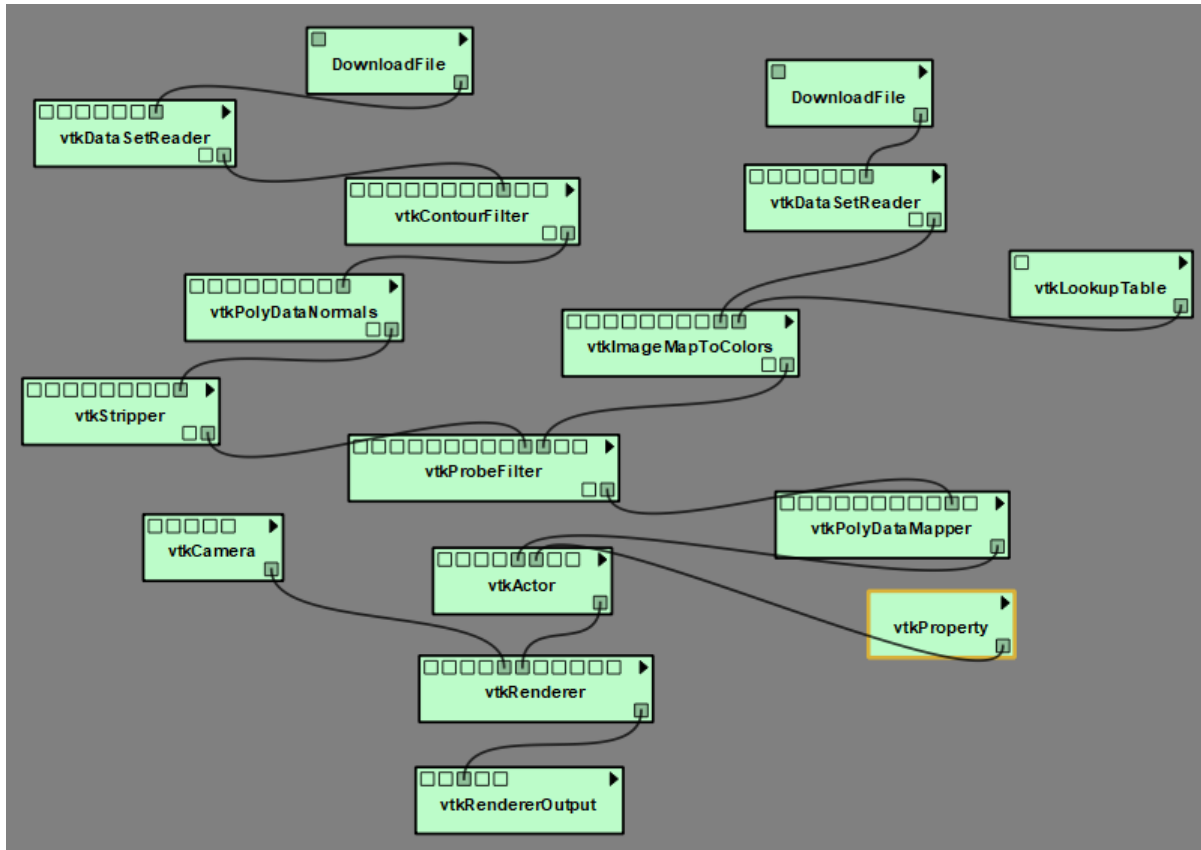 DownloadFile
DownloadFile
vtkDataSetReader
vtkDataSetReader
vtkContourFilter
vtkLookupTable
vtkPolyDataNormals
vtkImageMapToColors
vtkStripper
vtkProbeFilter
vtkPolyDataMapper
vtkCamera
vtkActor
vtkProperty
vtkRenderer
vtkRendererOutput